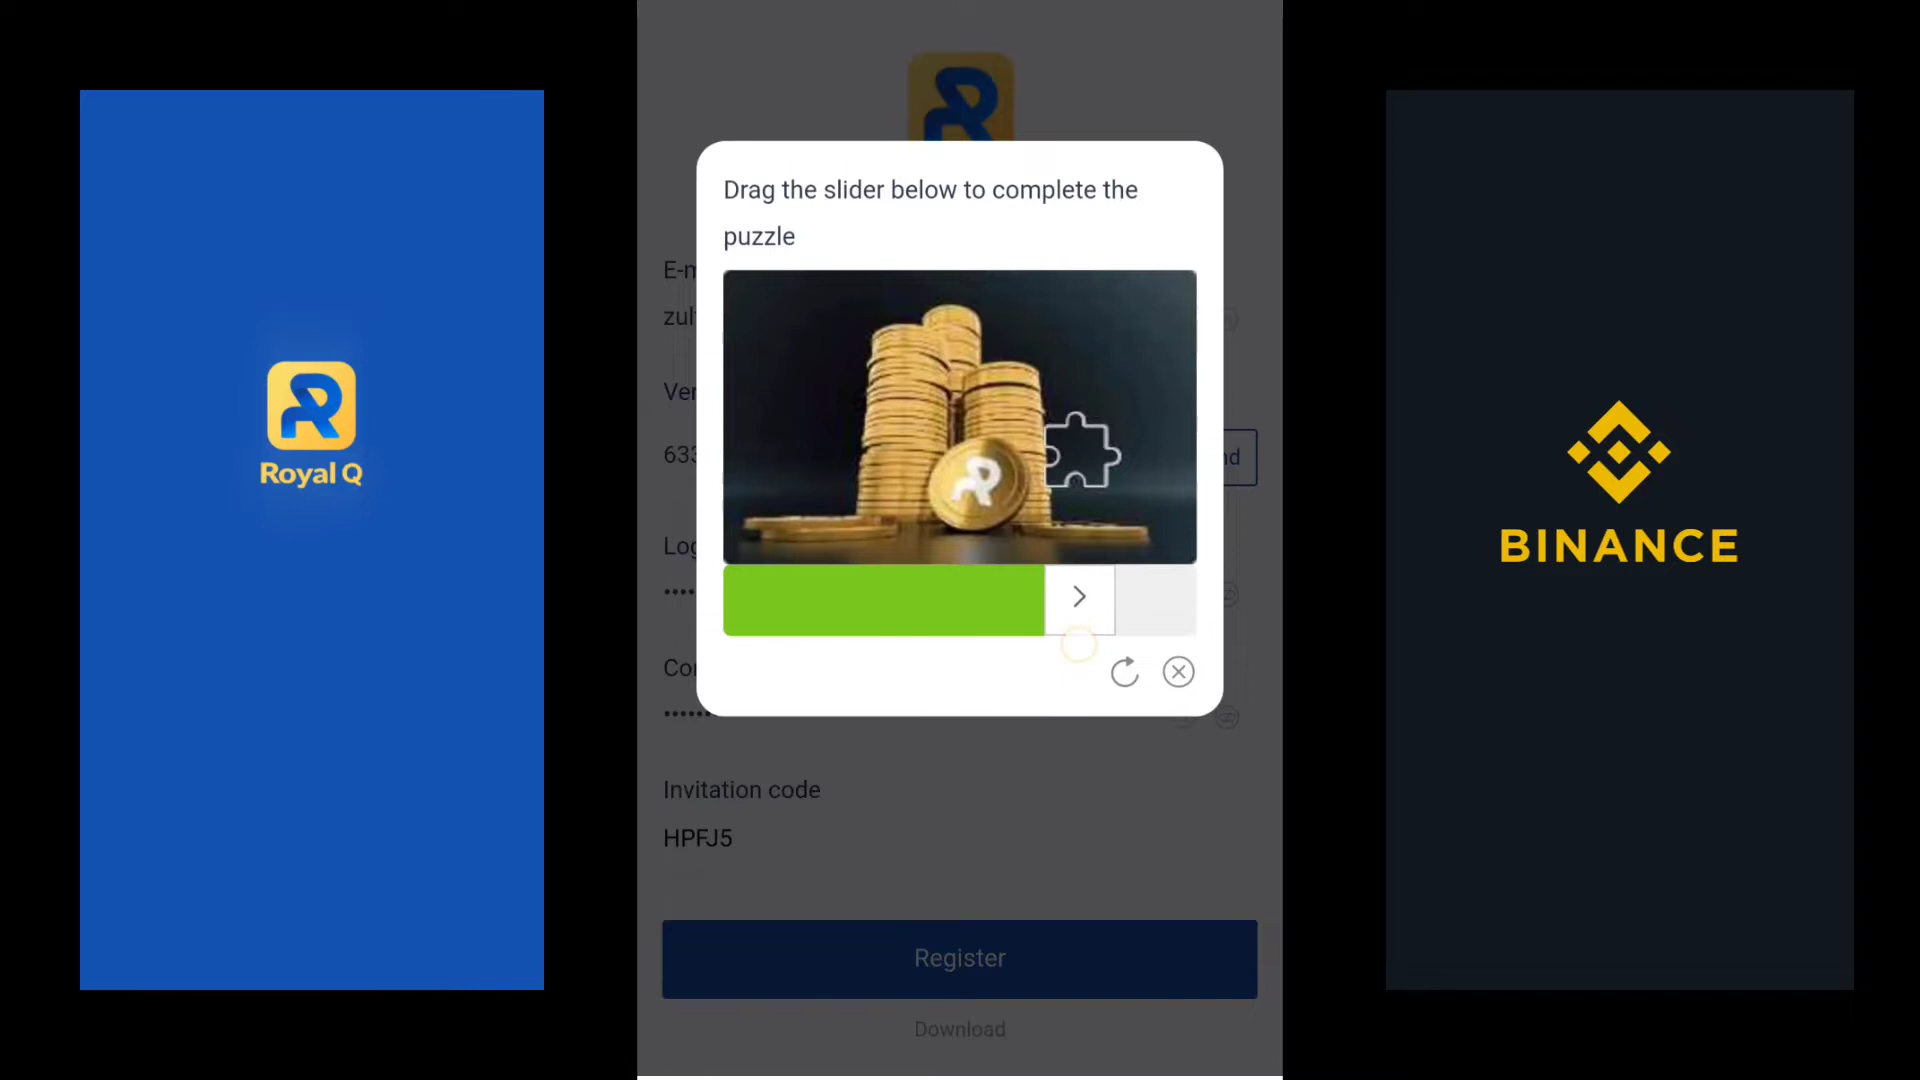 Royal Q
Drag the slider below to complete the
puzzle
Invitation code
HPFJ5
Register
Download
BINANCE